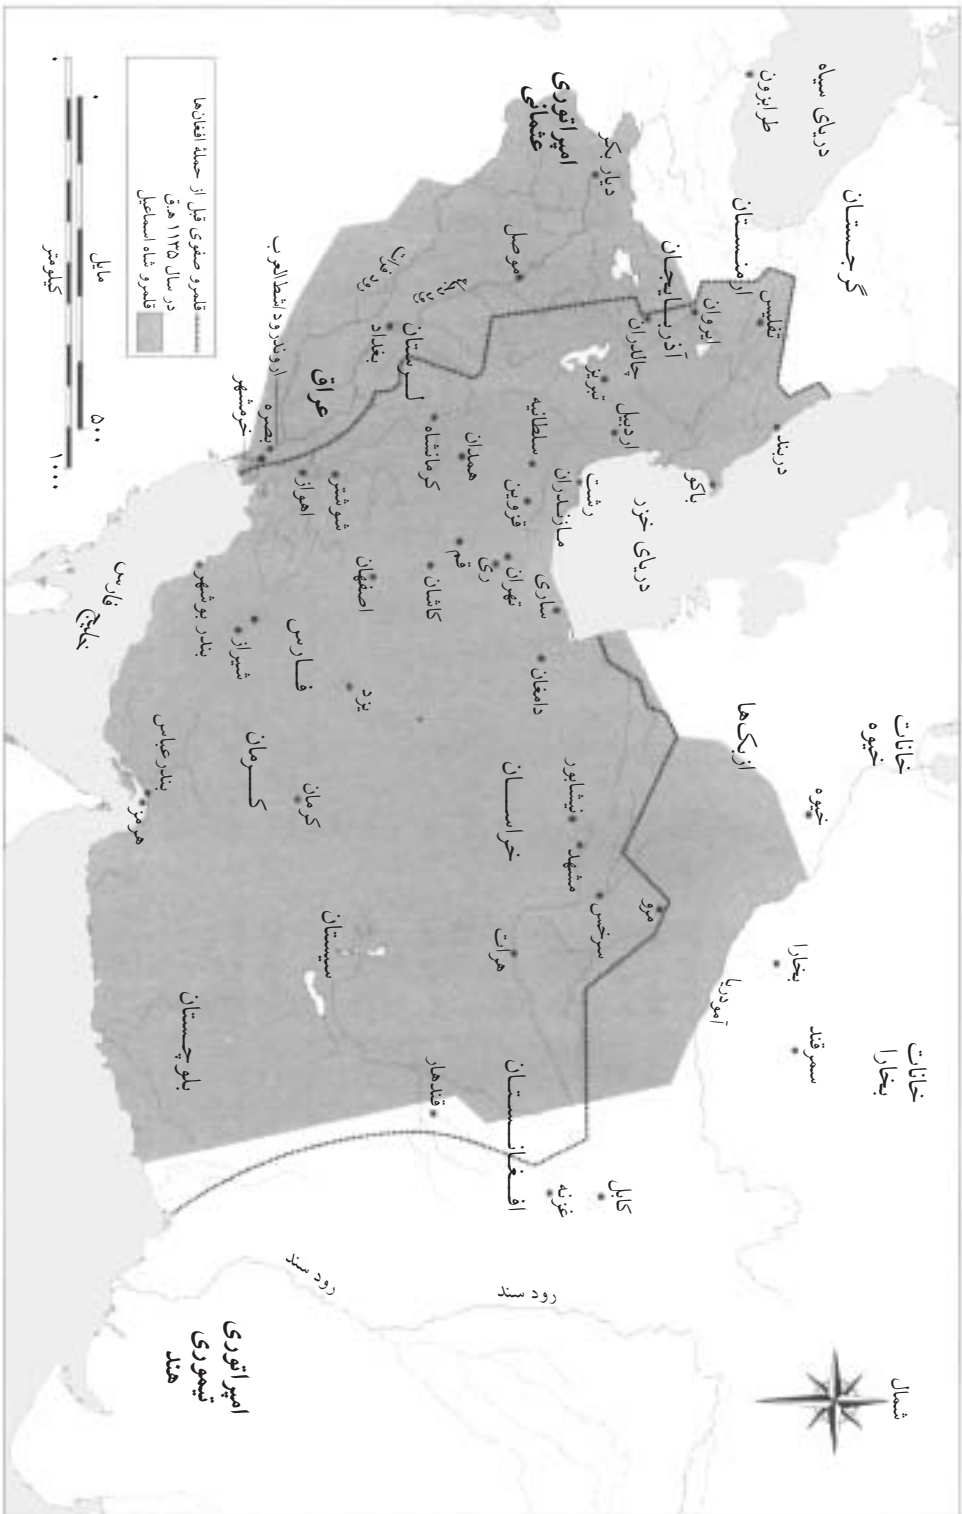 شمال
دریای سیاه
طرابزون
گرجستان
ارمنستان
تفلیس
ایروان
آذربایجان
چالدران
تبریز
اردبیل
دربند
باکو
دریای خزر
رشت
مازندران
سلطانیه
قزوین
همدان
کرمانشاه
لرستان
امپراتوری
عثمانی
دیار بکر
موصل
بغداد
عراق
اروندرود/شط‌العرب
بصره
خرمشهر
اهواز
شوشتر
اصفهان
کاشان
قم
ری
تهران
ساری
دامغان
یزد
فارس
شیراز
بندر بوشهر
خلیج فارس
بندرعباس
هرمز
کرمان
کرمان
خراسان
نیشابور
مشهد
سرخس
مرو
هرات
سیستان
بلوچستان
قندهار
افغانستان
غزنه
کابل
ازبک‌ها
خانات
خیوه
خیوه
بخارا
آمودریا
سمرقند
خانات
بخارا
رود سند
رود سند
امپراتوری
تیموری
هند
قلمرو صفوی قبل از حملهٔ افغان‌ها
در سال ۱۱۳۵ ه‍.ق
قلمرو شاه اسماعیل
۰ ۵۰۰
مایل
۰ ۱۰۰۰
کیلومتر